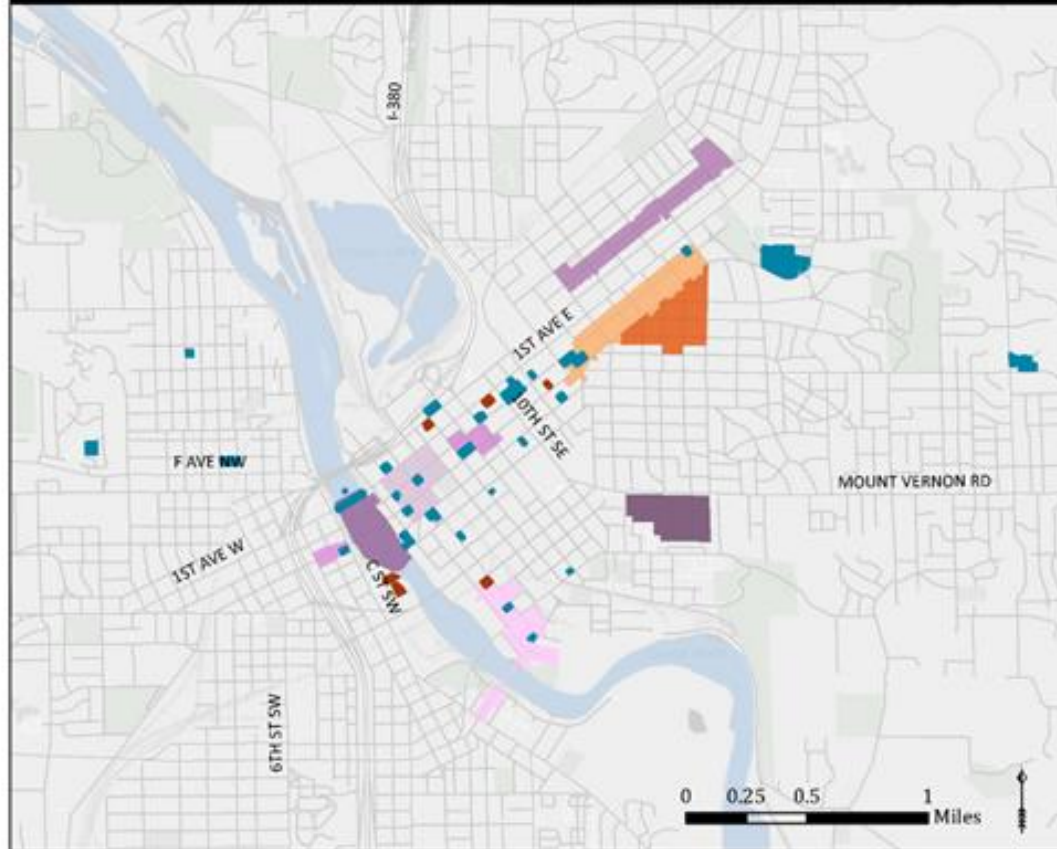 I-380
1ST AVE E
10TH ST SE
F AVE NW
MOUNT VERNON RD
1ST AVE W
C ST SW
6TH ST SW
0 0.25 0.5 1
Miles